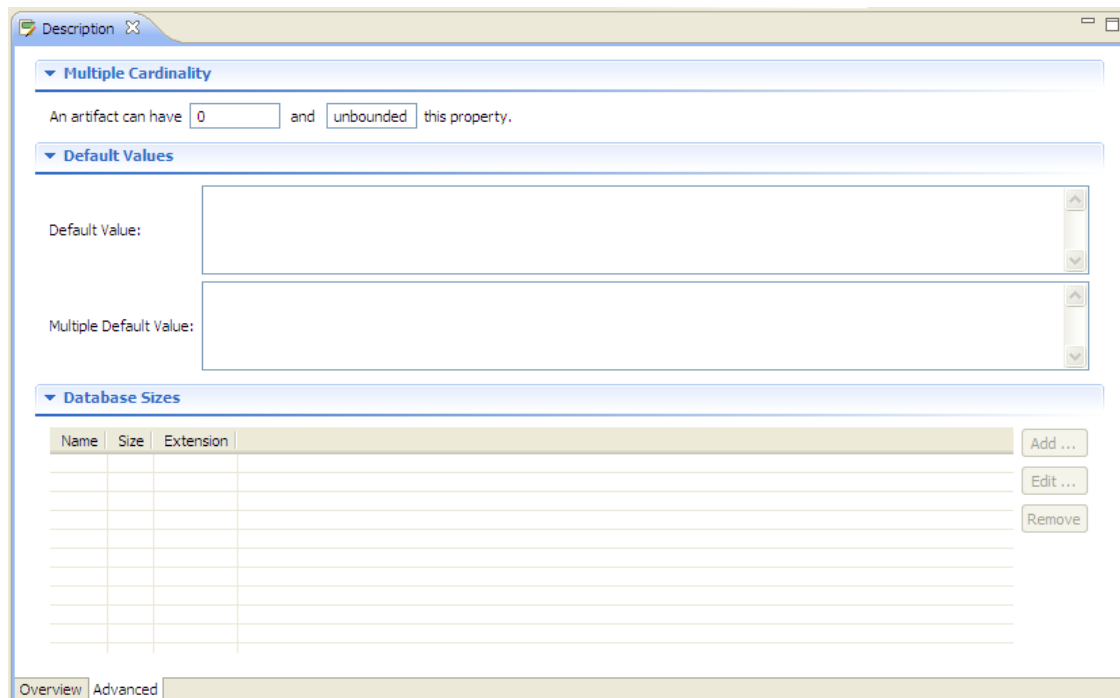 Description
Multiple Cardinality
An artifact can have 0 and unbounded this property.
Default Values
Default Value:
Multiple Default Value:
Database Sizes
Name Size Extension
Add ...
Edit ...
Remove
Overview Advanced